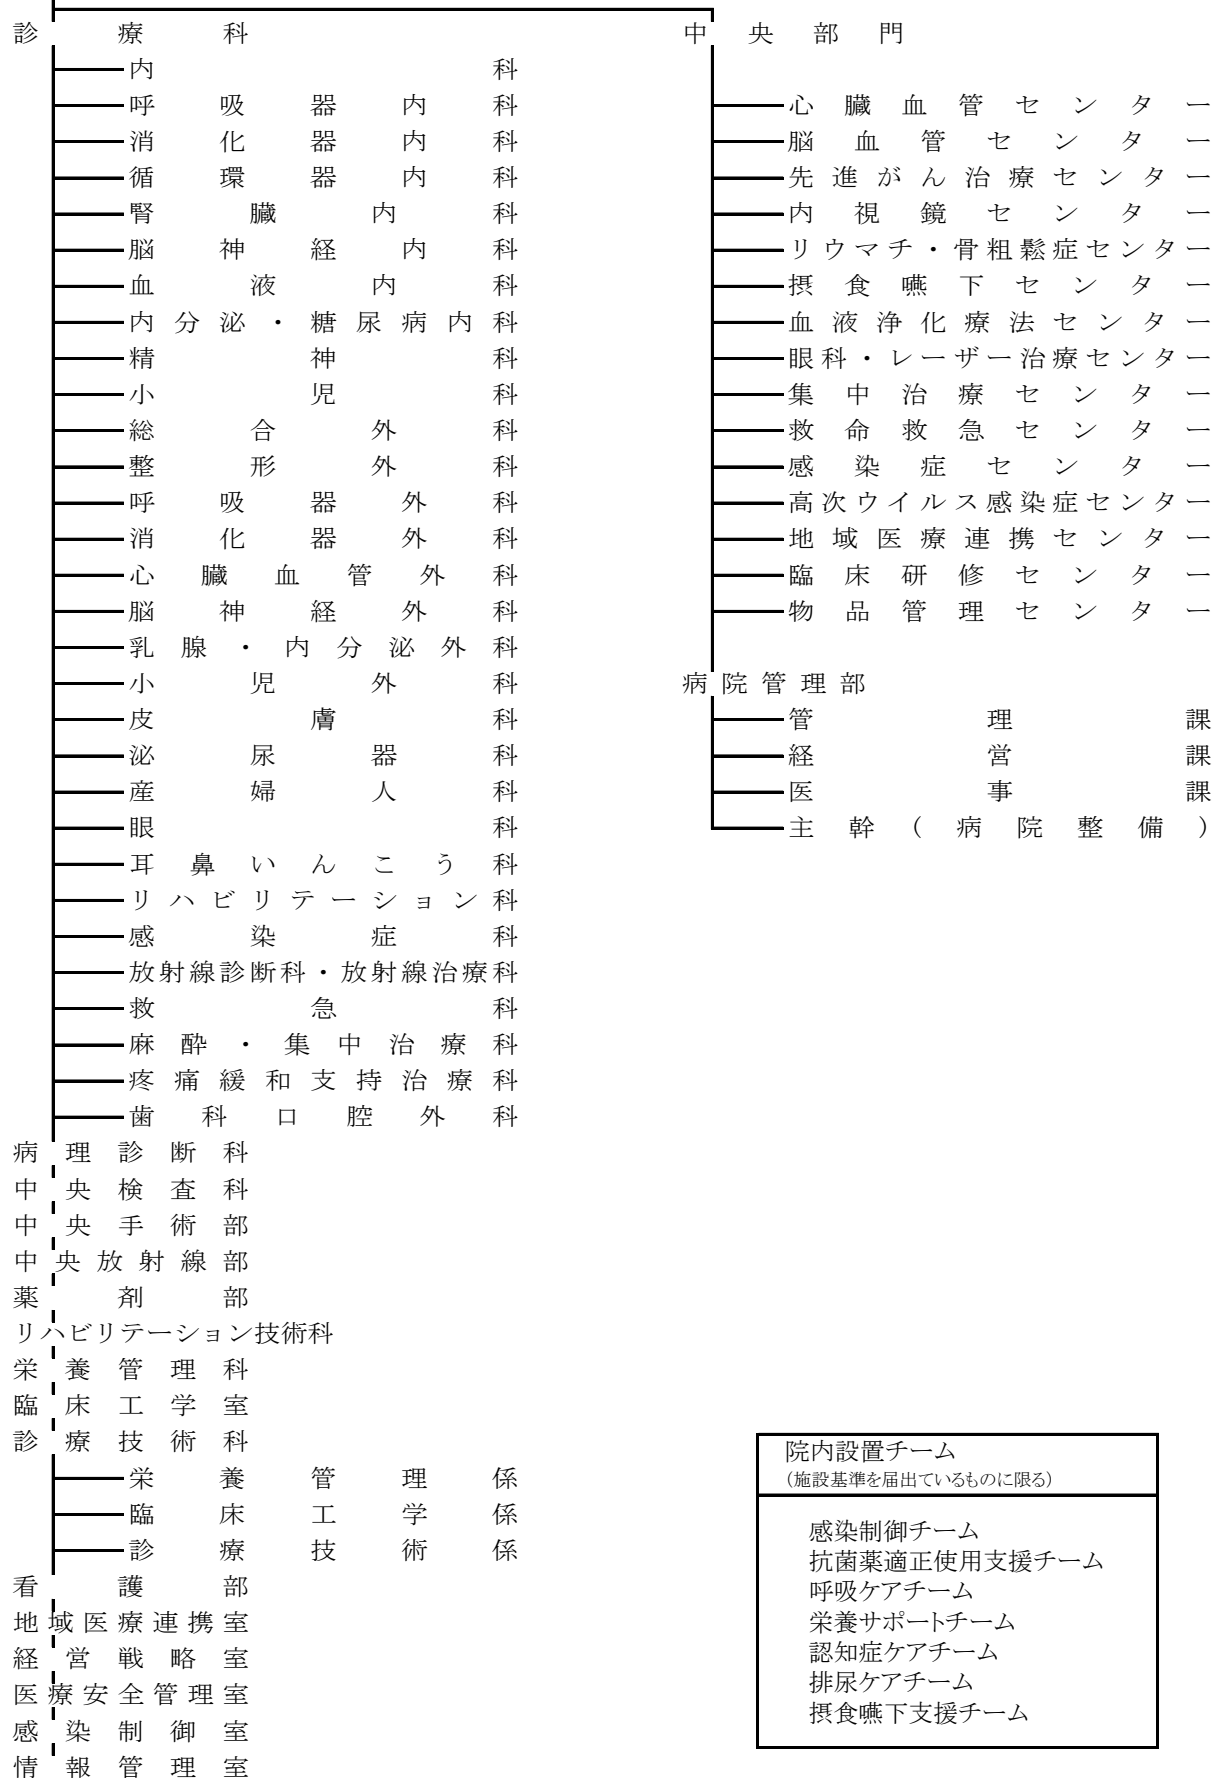 診療科
内科
呼吸器内科
消化器内科
循環器内科
腎臓内科
脳神経内科
血液内科
内分泌・糖尿病内科
精神科
小児科
総合外科
整形外科
呼吸器外科
消化器外科
心臓血管外科
脳神経外科
乳腺・内分泌外科
小児外科
皮膚科
泌尿器科
産婦人科
眼科
耳鼻いんこう科
リハビリテーション科
感染症科
放射線診断科・放射線治療科
救急科
麻酔・集中治療科
疼痛緩和支持治療科
歯科口腔外科
病理診断科
中央検査科
中央手術部
中央放射線部
薬剤部
リハビリテーション技術科
栄養管理科
臨床工学室
診療技術科
栄養管理係
臨床工学係
診療技術係
看護部
地域医療連携室
経営戦略室
医療安全管理室
感染制御室
情報管理室
中央部門
心臓血管センター
脳血管センター
先進がん治療センター
内視鏡センター
リウマチ・骨粗鬆症センター
摂食嚥下センター
血液浄化療法センター
眼科・レーザー治療センター
集中治療センター
救命救急センター
感染症センター
高次ウイルス感染症センター
地域医療連携センター
臨床研修センター
物品管理センター
病院管理部
管理課
経営課
医事課
主幹（病院整備）
院内設置チーム
(施設基準を届出ているものに限る)
感染制御チーム
抗菌薬適正使用支援チーム
呼吸ケアチーム
栄養サポートチーム
認知症ケアチーム
排尿ケアチーム
摂食嚥下支援チーム